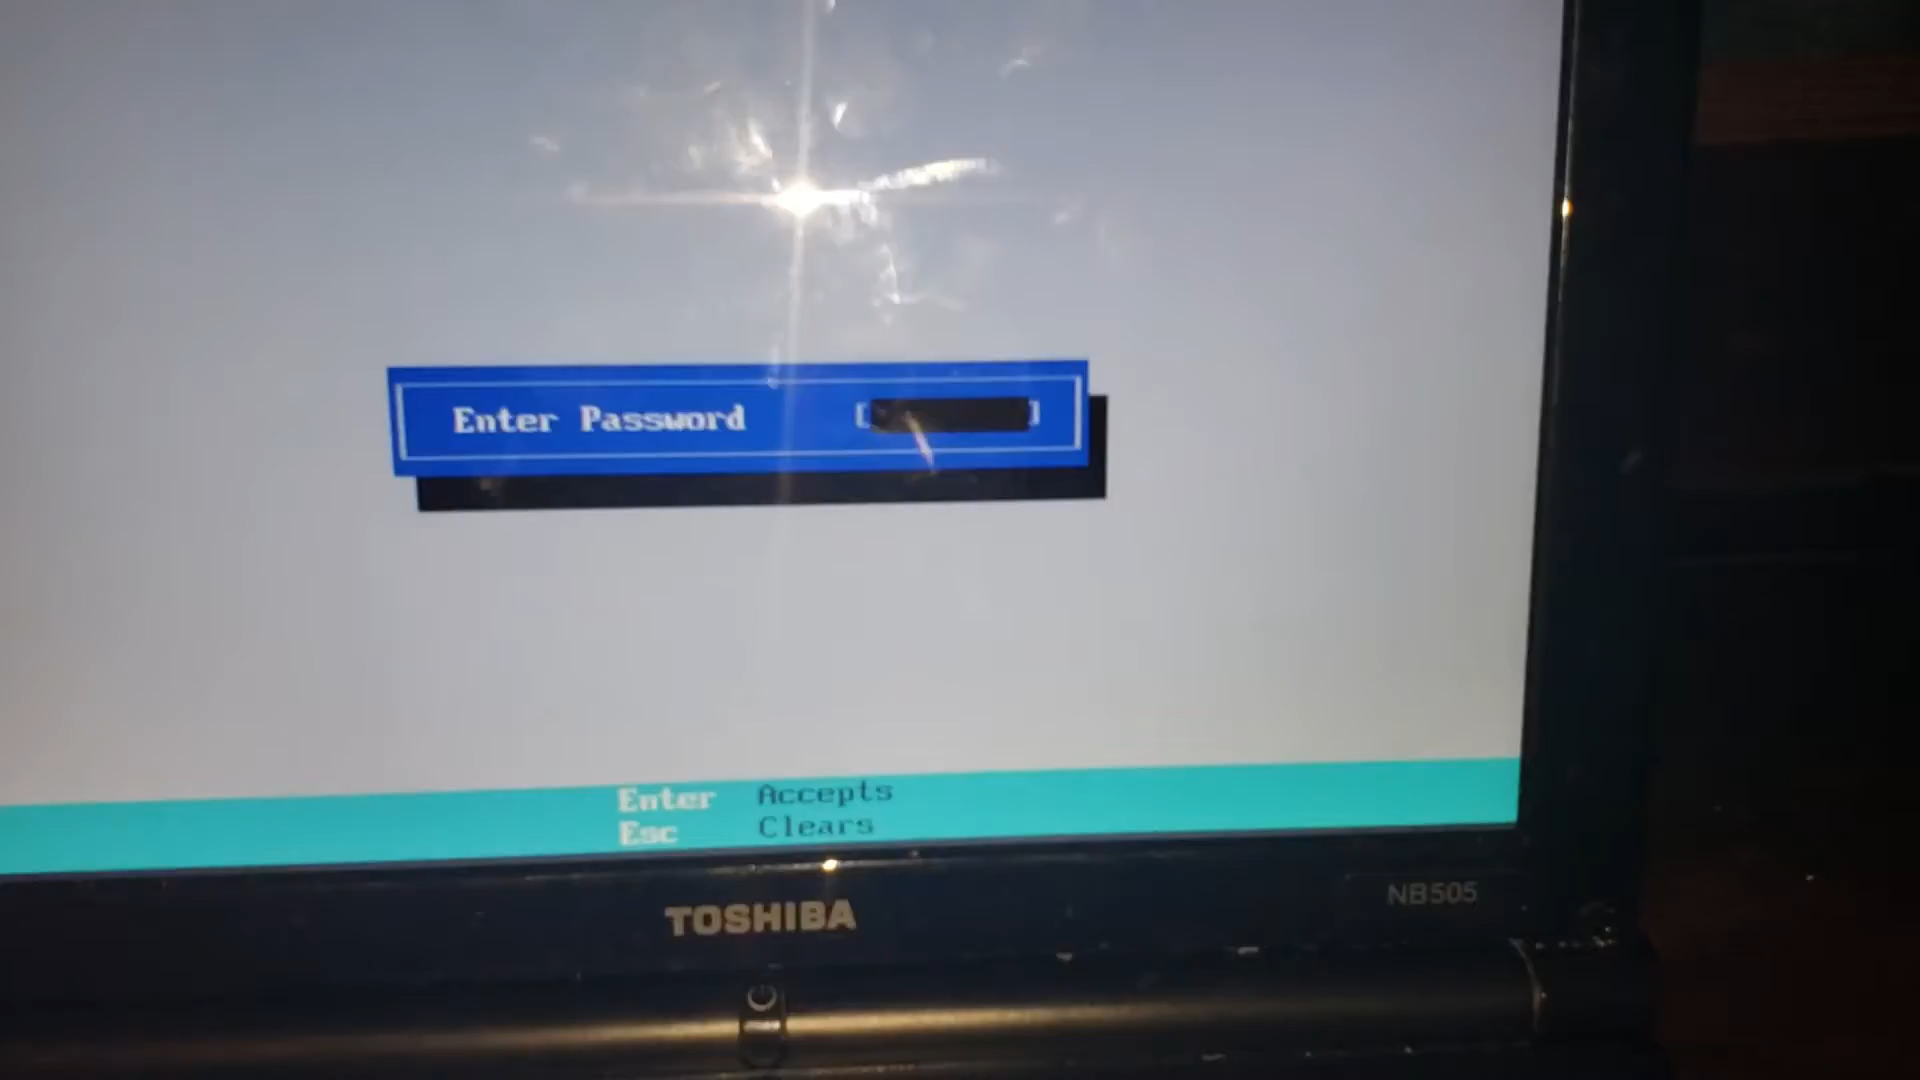 Enter Password []
Enter Accepts
Esc Clears
TOSHIBA
NB505